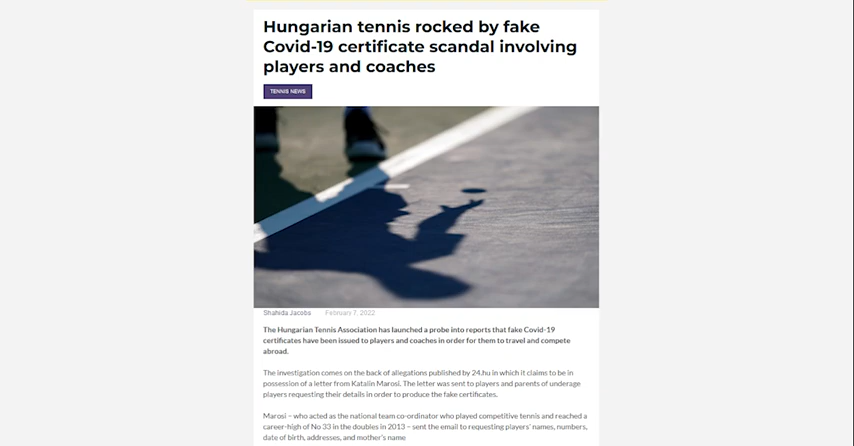 Hungarian tennis rocked by fake
Covid-19 certificate scandal involving
players and coaches
TENNIS NEWS
Shahida Jacobs February 7, 2022
The Hungarian Tennis Association has launched a probe into reports that fake Covid-19
certificates have been issued to players and coaches in order for them to travel and compete
abroad.
The investigation comes on the back of allegations published by 24.hu in which it claims to be in
possession of a letter from Katalin Marosi. The letter was sent to players and parents of underage
players requesting their details in order to produce the fake certificates.
Marosi – who acted as the national team co-ordinator who played competitive tennis and reached a
career-high of No 33 in the doubles in 2013 – sent the email to requesting players' names, numbers,
date of birth, addresses, and mother's name